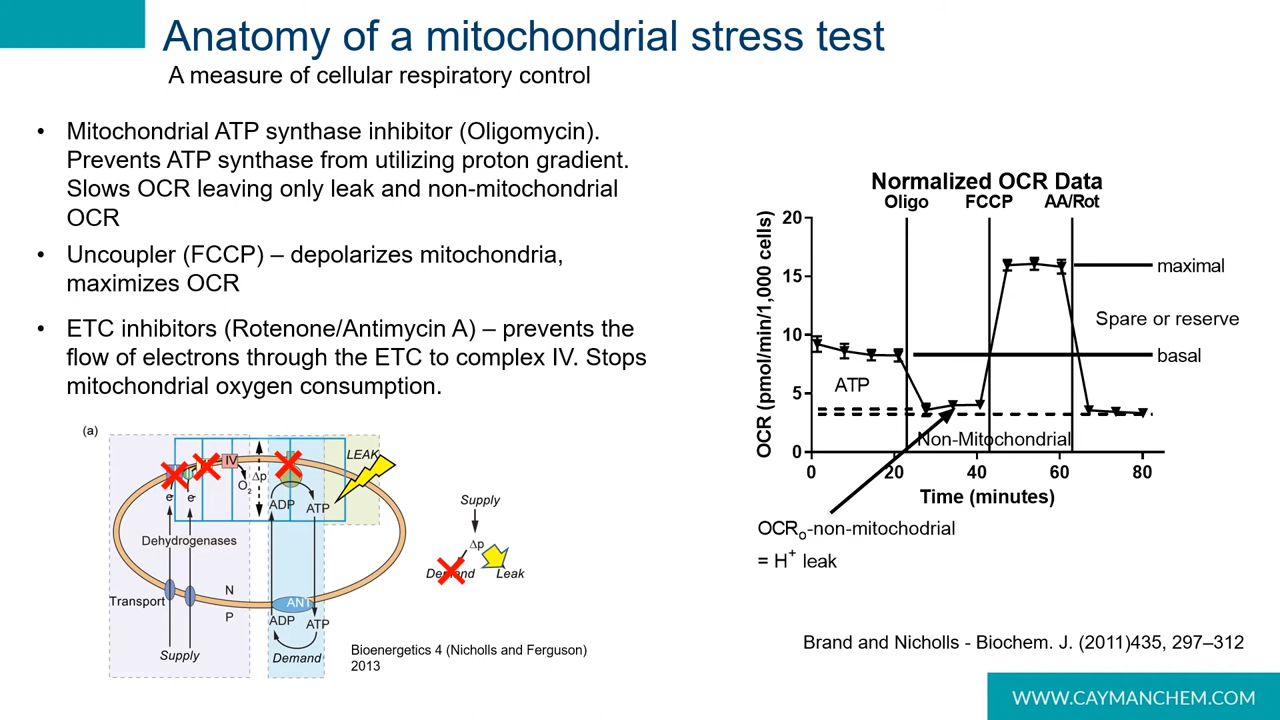 Anatomy of a mitochondrial stress test
A measure of cellular respiratory control
• Mitochondrial ATP synthase inhibitor (Oligomycin).
Prevents ATP synthase from utilizing proton gradient.
Slows OCR leaving only leak and non-mitochondrial
OCR
• Uncoupler (FCCP) – depolarizes mitochondria,
maximizes OCR
• ETC inhibitors (Rotenone/Antimycin A) – prevents the
flow of electrons through the ETC to complex IV. Stops
mitochondrial oxygen consumption.
(a)
IV
LEAK
O2
Δp
e-
e-
ADP
ATP
Dehydrogenases
Transport
N
P
ANT
ADP
ATP
Supply
Demand
Supply
Δp
Demand
Leak
Bioenergetics 4 (Nicholls and Ferguson)
2013
Normalized OCR Data
Oligo
FCCP
AA/Rot
OCR (pmol/min/1,000 cells)
20
15
10
5
0
maximal
Spare or reserve
basal
ATP
Non-Mitochondrial
0
20
40
60
80
Time (minutes)
OCRo-non-mitochodrial
= H+ leak
Brand and Nicholls - Biochem. J. (2011)435, 297–312
WWW.CAYMANCHEM.COM